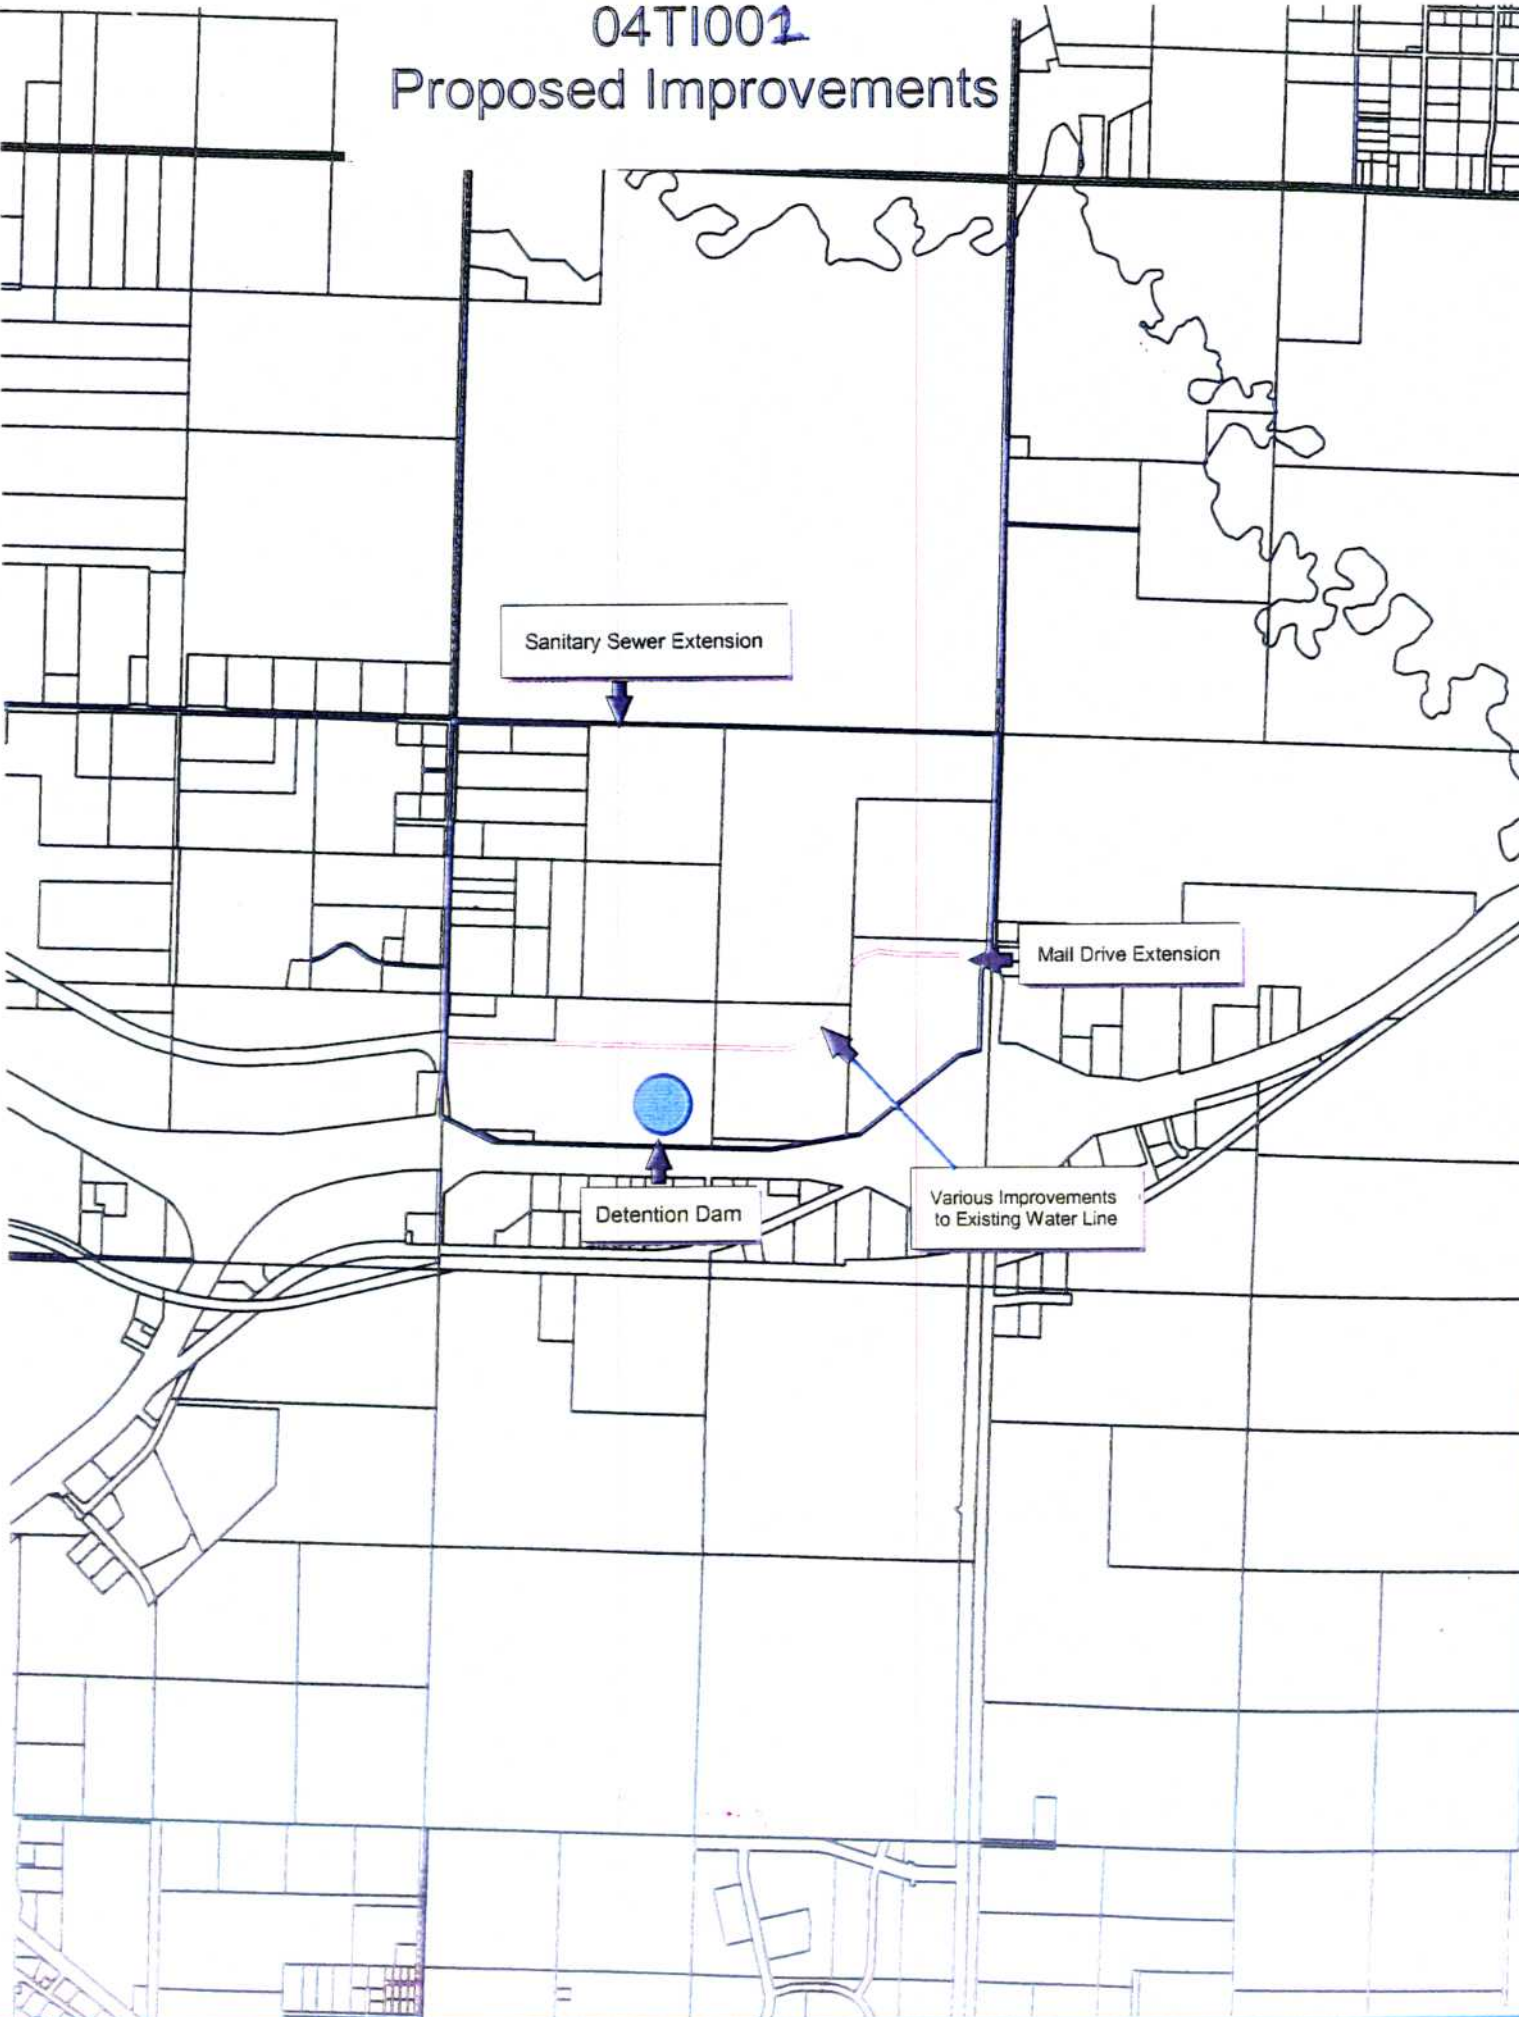 04TI001
Proposed Improvements
Sanitary Sewer Extension
Mall Drive Extension
Detention Dam
Various Improvements
to Existing Water Line